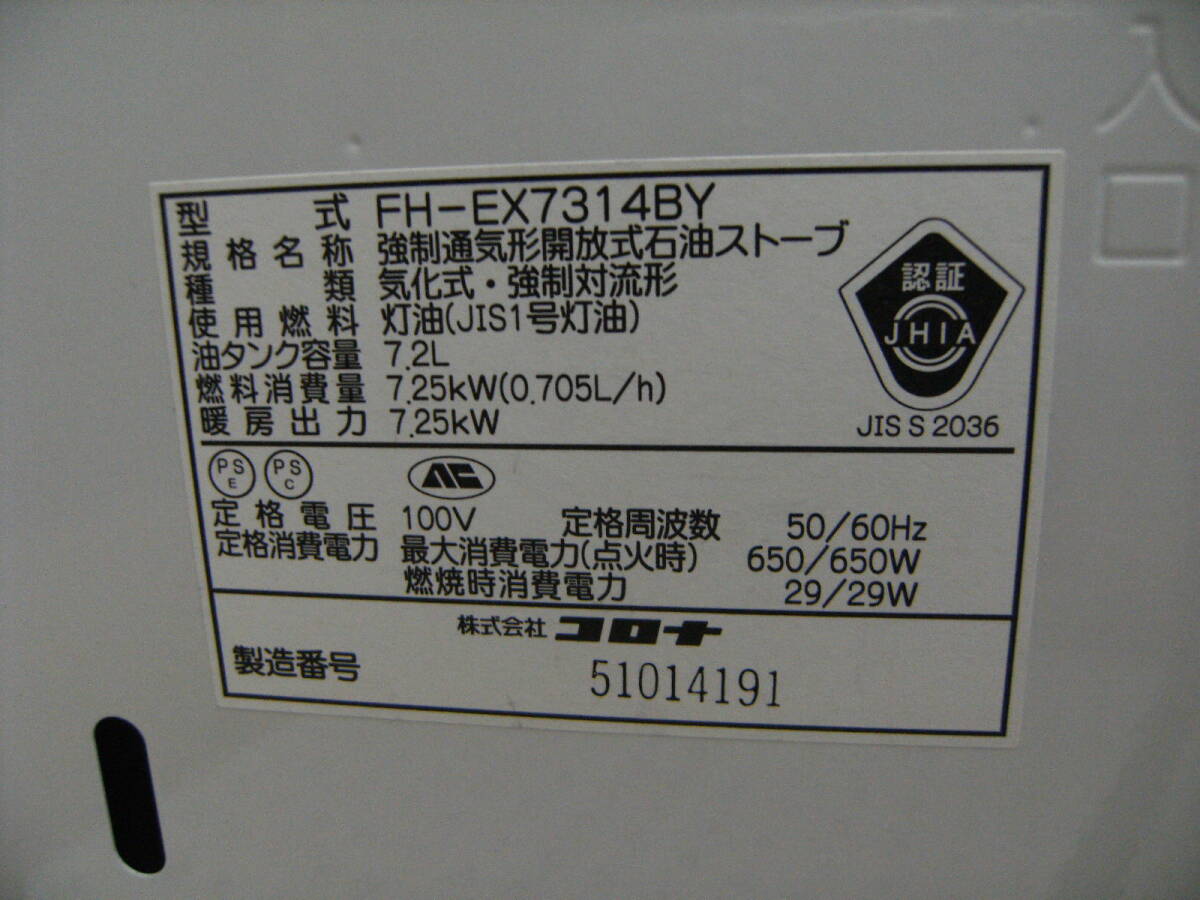 入
口
型式 FH-EX7314BY
規格名称 強制通気形開放式石油ストーブ
種類 気化式・強制対流形
使用燃料 灯油(JIS1号灯油)
油タンク容量 7.2L
燃料消費量 7.25kW(0.705L/h)
暖房出力 7.25kW
認証
JHIA
JIS S 2036
PS E PS C AC
定格電圧 100V 定格周波数 50/60Hz
定格消費電力 最大消費電力(点火時) 650/650W
燃焼時消費電力 29/29W
株式会社 コロナ
製造番号 51014191